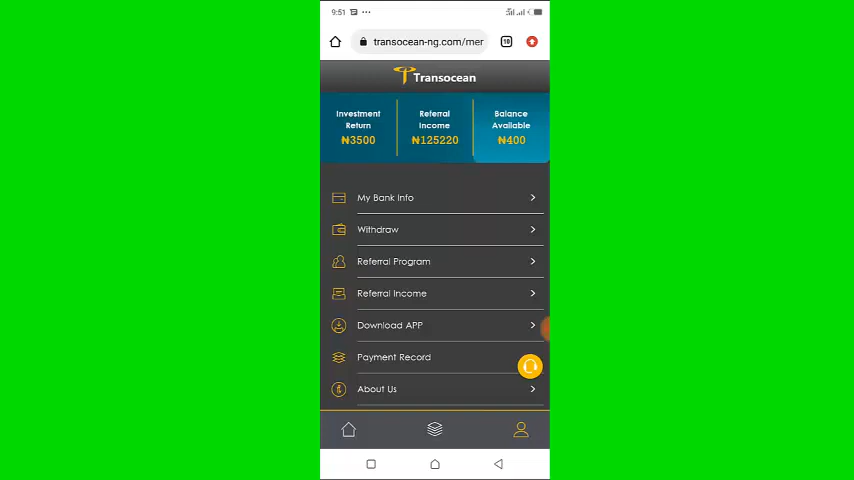 9:51
transocean-ng.com/mer
10
Transocean
Investment Return
Referral Income
Balance Available
₦3500
₦125220
₦400
My Bank Info
Withdraw
Referral Program
Referral Income
Download APP
Payment Record
About Us